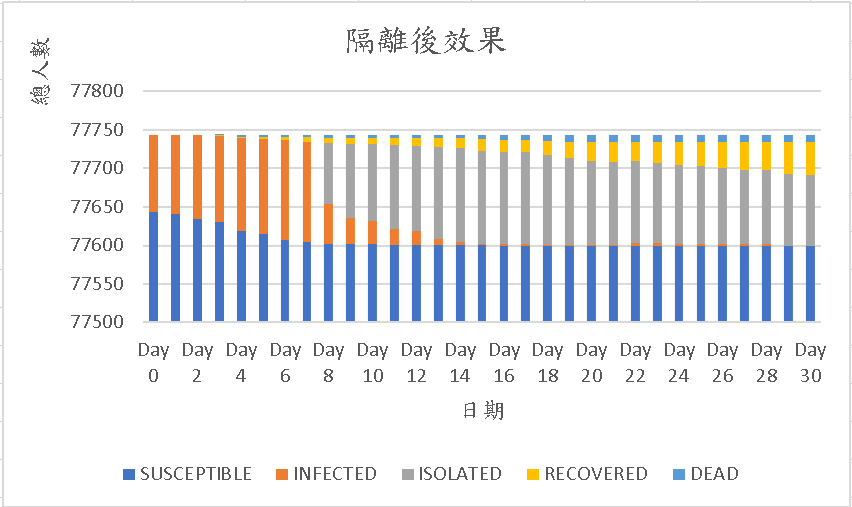 隔離後效果
總人數
77800
77750
77700
77650
77600
77550
77500
Day Day Day Day Day Day Day Day Day Day Day Day Day Day Day Day
0 2 4 6 8 10 12 14 16 18 20 22 24 26 28 30
日期
SUSCEPTIBLE INFECTED ISOLATED RECOVERED DEAD